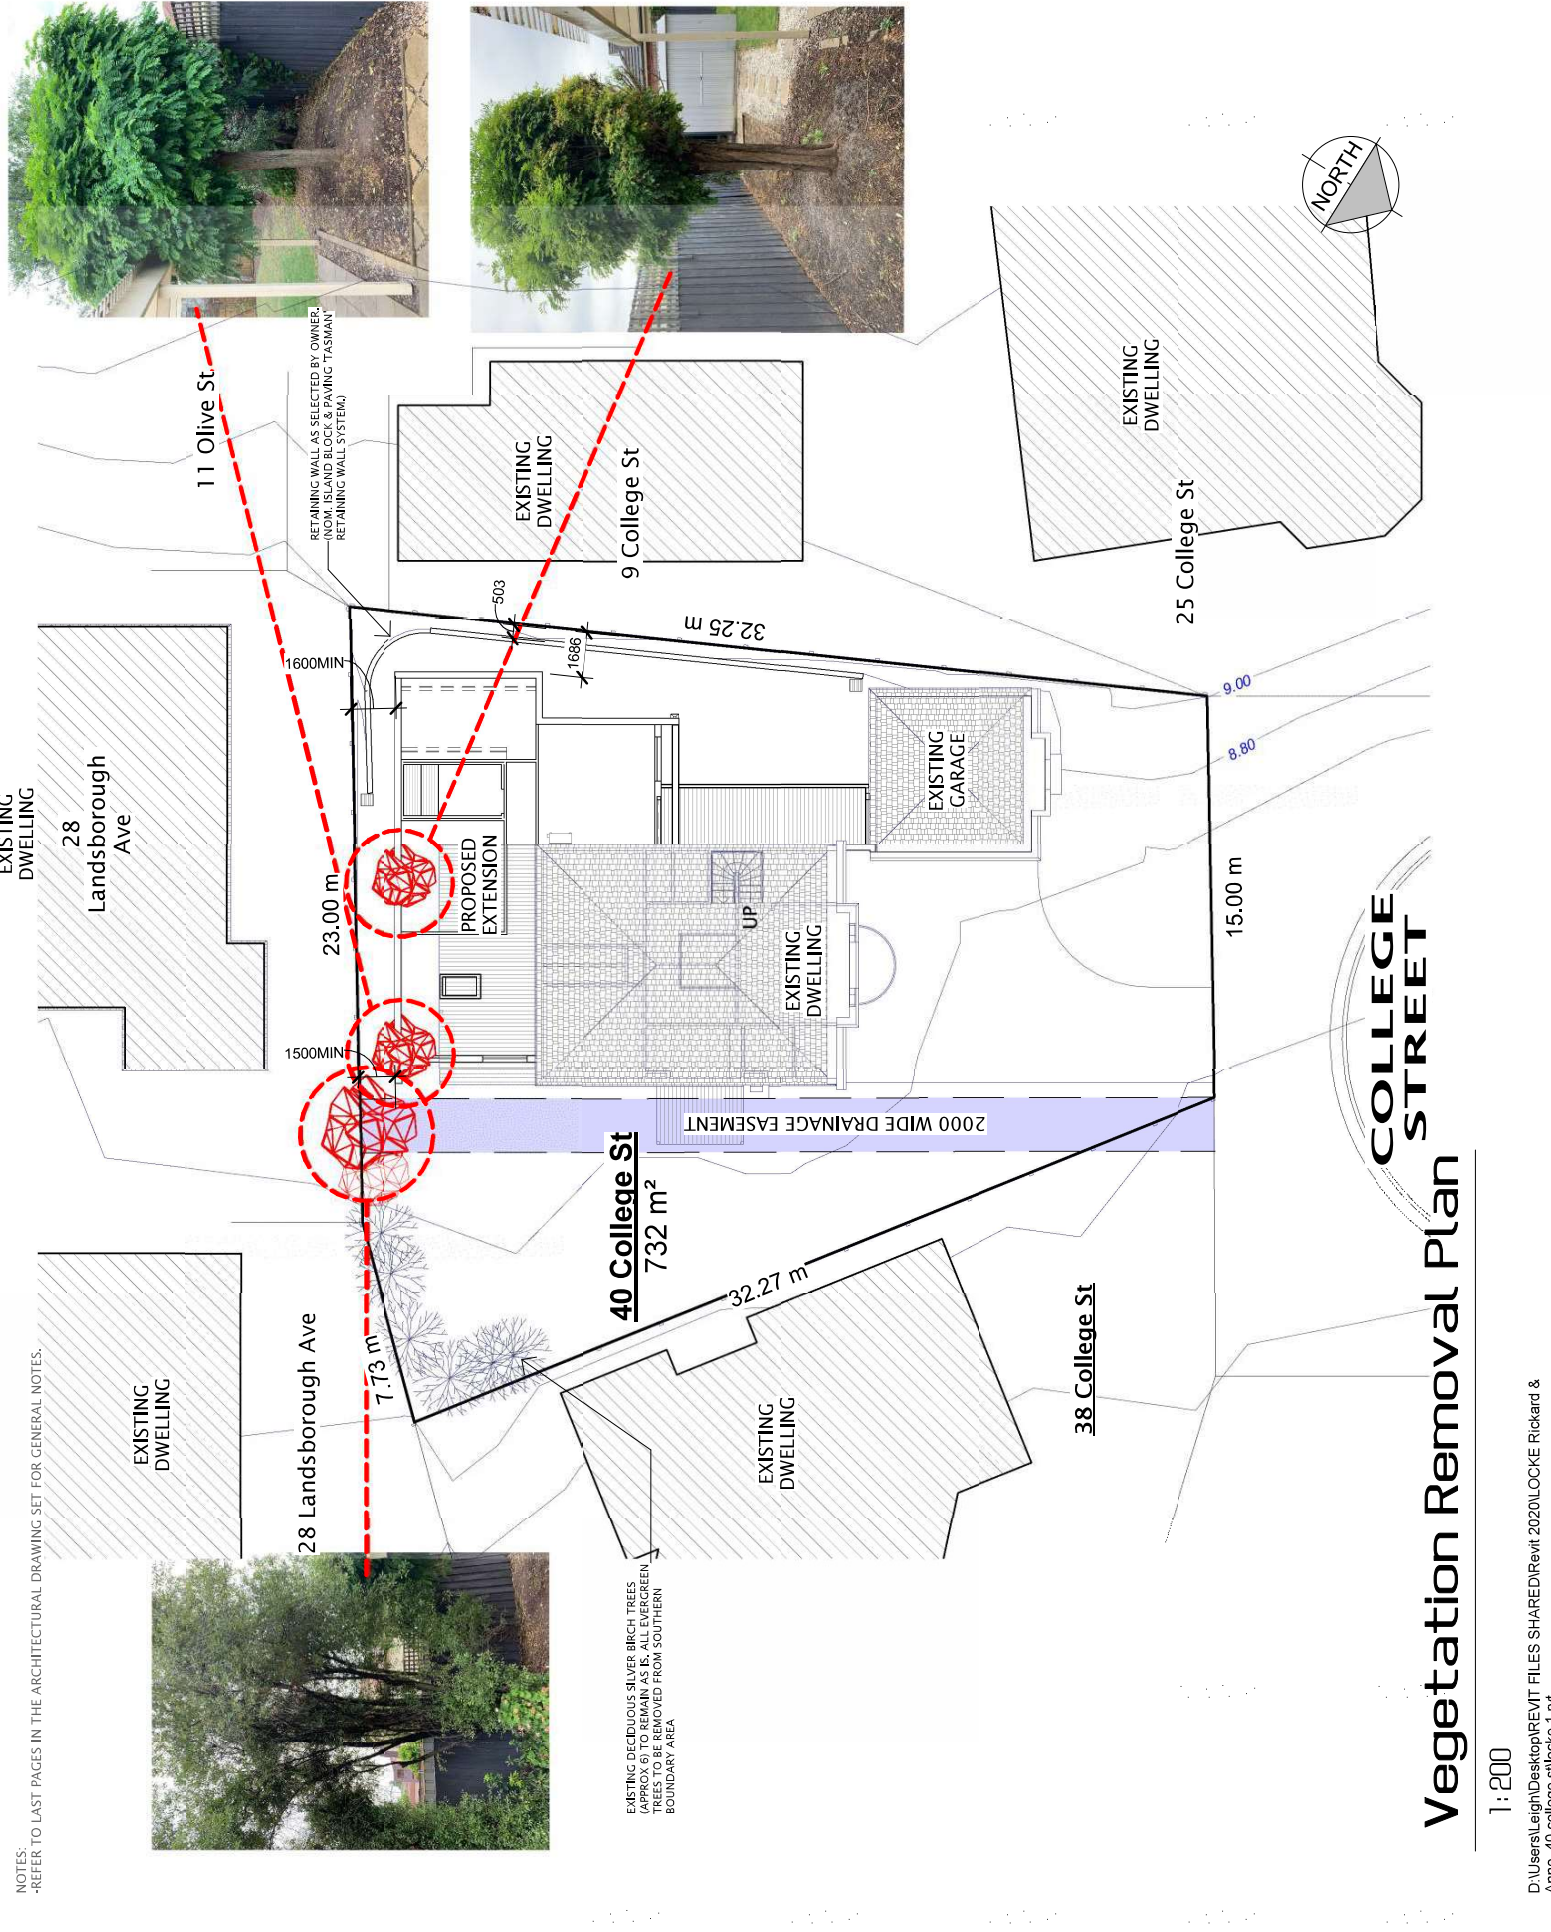 NOTES:
-REFER TO LAST PAGES IN THE ARCHITECTURAL DRAWING SET FOR GENERAL NOTES.
EXISTING
DWELLING
28
Landsborough
Ave
11 Olive St
EXISTING
DWELLING
28 Landsborough Ave
RETAINING WALL AS SELECTED BY OWNER.
(NOM. ISLAND BLOCK & PAVING 'TASMAN'
RETAINING WALL SYSTEM.)
23.00 m
1600MIN
1500MIN
7.73 m
503
1686
32.25 m
EXISTING
DWELLING
9 College St
PROPOSED
EXTENSION
40 College St
732 m²
2000 WIDE DRAINAGE EASEMENT
UP
EXISTING
DWELLING
EXISTING
GARAGE
32.27 m
EXISTING
DWELLING
38 College St
EXISTING DECIDUOUS SILVER BIRCH TREES
(APPROX 6) TO REMAIN AS IS. ALL EVERGREEN
TREES TO BE REMOVED FROM SOUTHERN
BOUNDARY AREA
EXISTING
DWELLING
25 College St
9.00
8.80
15.00 m
NORTH
COLLEGE
STREET
Vegetation Removal Plan
1:200
D:\Users\Leigh\Desktop\REVIT FILES SHARED\Revit 2020\LOCKE Rickard &